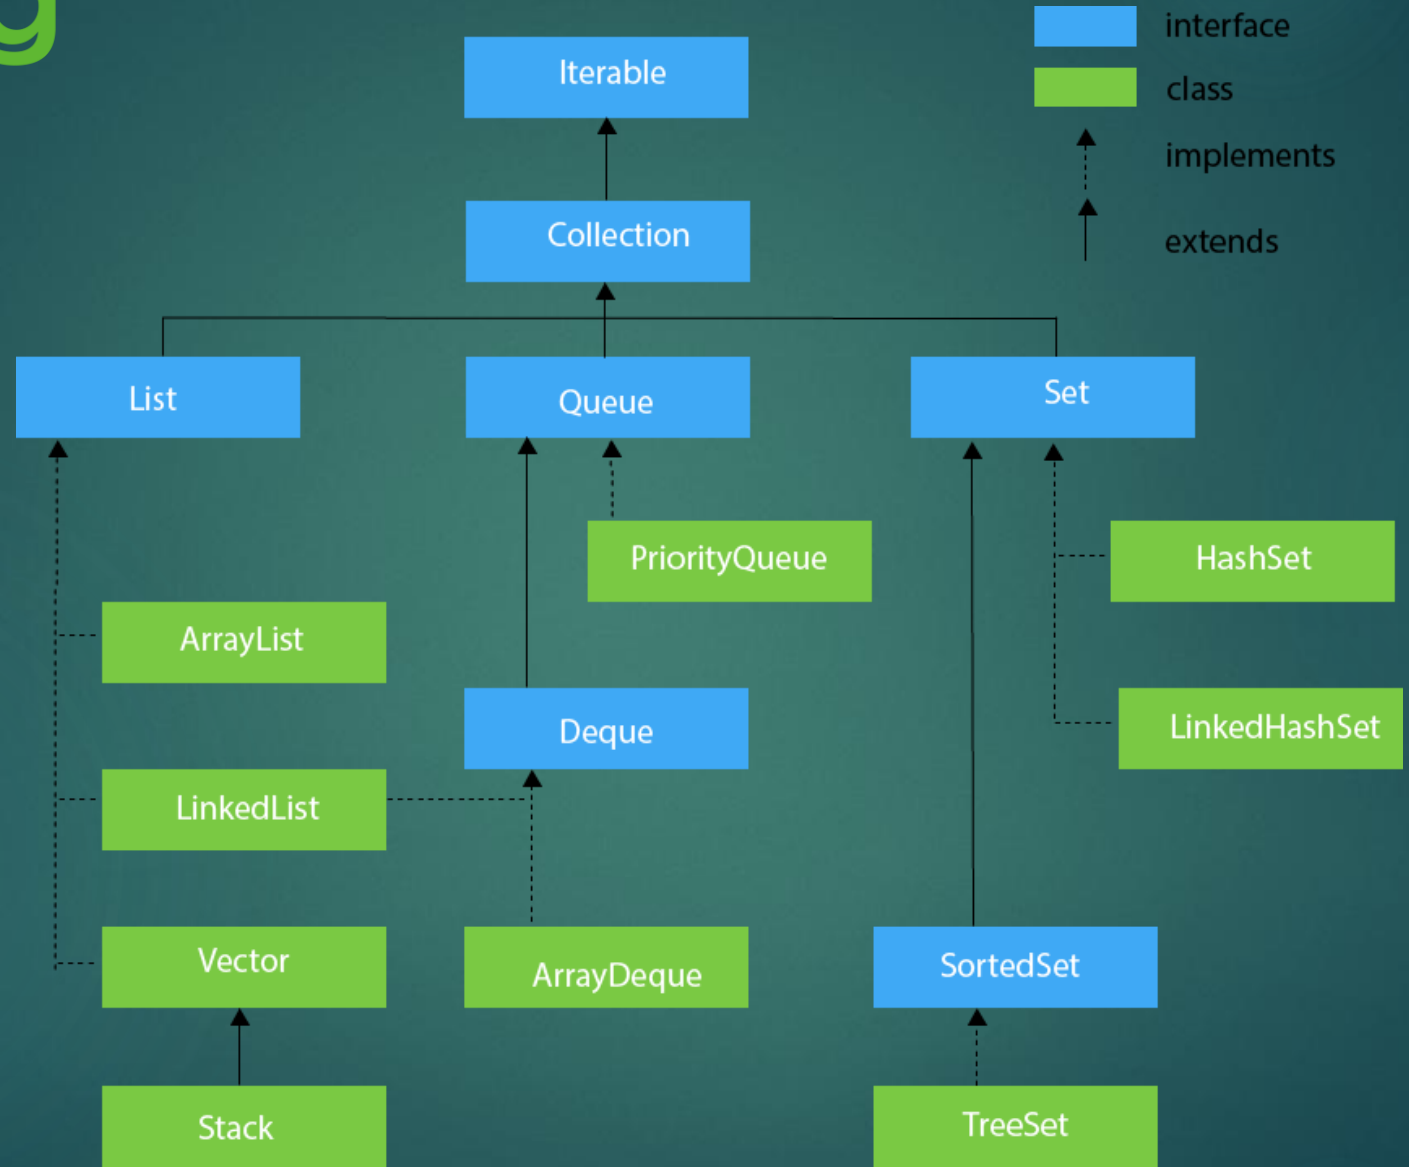 g
interface
Iterable
class
implements
Collection
extends
List
Queue
Set
PriorityQueue
HashSet
ArrayList
Deque
LinkedHashSet
LinkedList
Vector
ArrayDeque
SortedSet
Stack
TreeSet